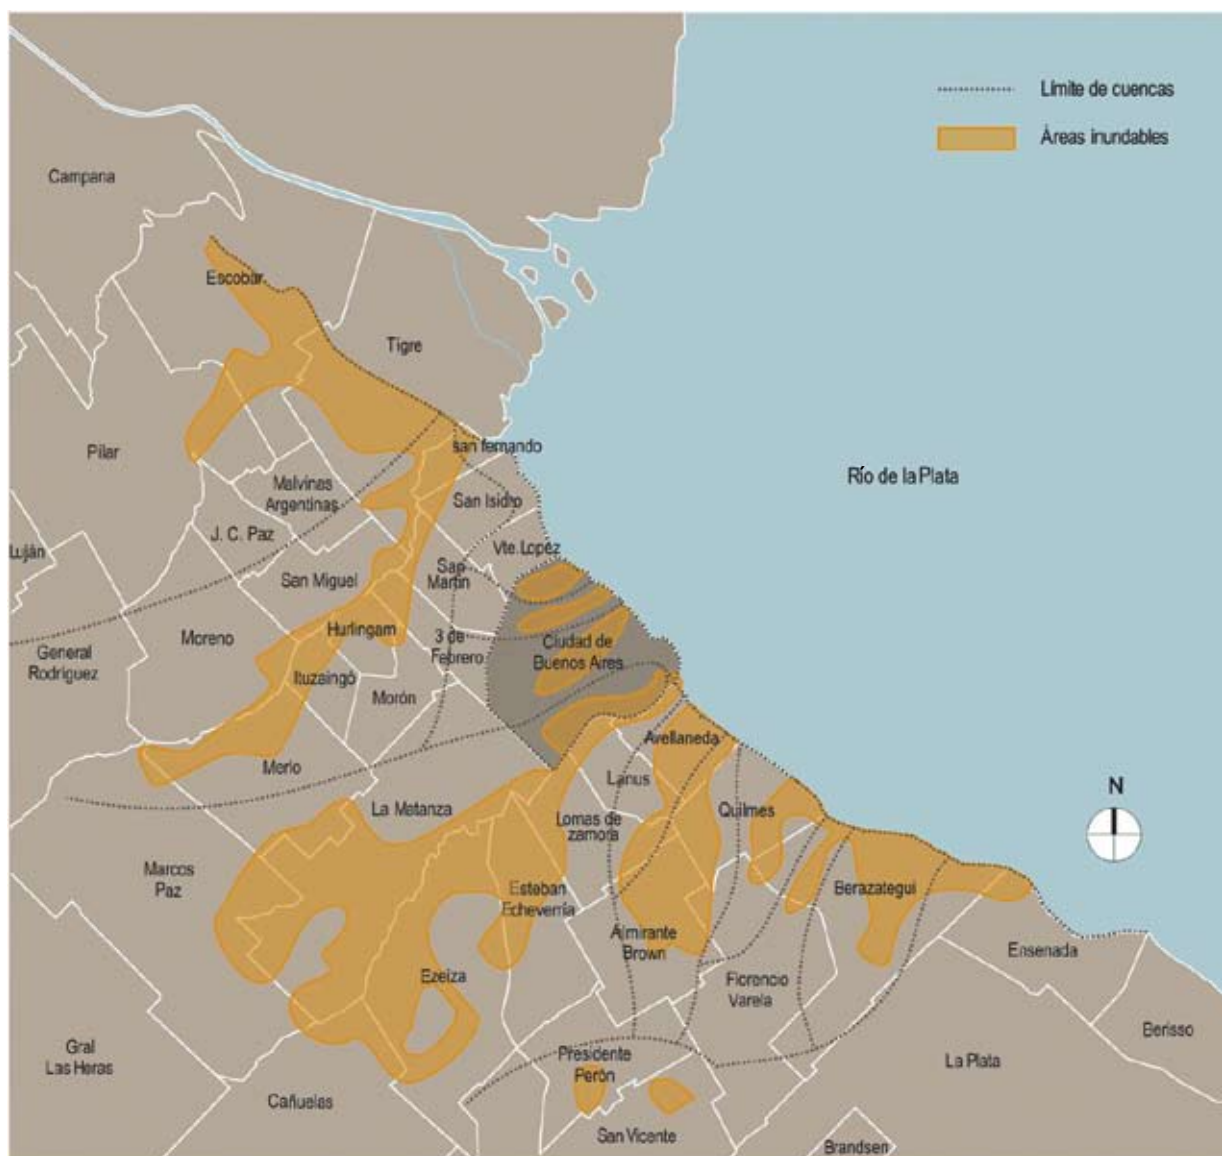 Límite de cuencas
Áreas inundables
Campana
Escobar
Tigre
Pilar
san fernando
Río de la Plata
Malvinas
Argentinas
San Isidro
J. C. Paz
Vte. Lopéz
Luján
San Miguel
San
Martín
Hurlingam
3 de
Febrero
Moreno
Ciudad de
Buenos Aires
General
Rodriguez
Ituzaingó
Morón
Avellaneda
Merlo
Lanus
N
La Matanza
Lomas de
zamora
Quilmes
Marcos
Paz
Esteban
Echeverría
Berazategui
Almirante
Brown
Ensenada
Ezeiza
Florencio
Varela
Berisso
Gral
Las Heras
Presidente
Perón
La Plata
Cañuelas
San Vicente
Brandsen